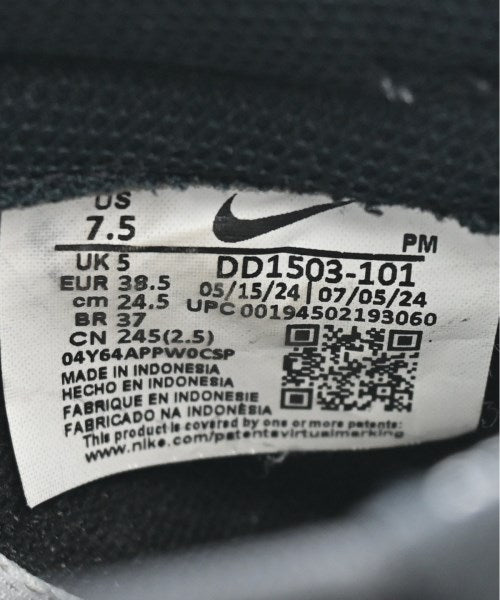 US
7.5
PM
UK 5
EUR 38.5
cm 24.5
BR 37
CN 245(2.5)
04Y64APPW0CSP
DD1503-101
05/15/24 | 07/05/24
UPC 00194502193060
MADE IN INDONESIA
HECHO EN INDONESIA
FABRIQUE EN INDONESIE
FABRICADO NA INDONÉSIA
This product is covered by one or more patents:
www.nike.com/patentsvirtualmarking